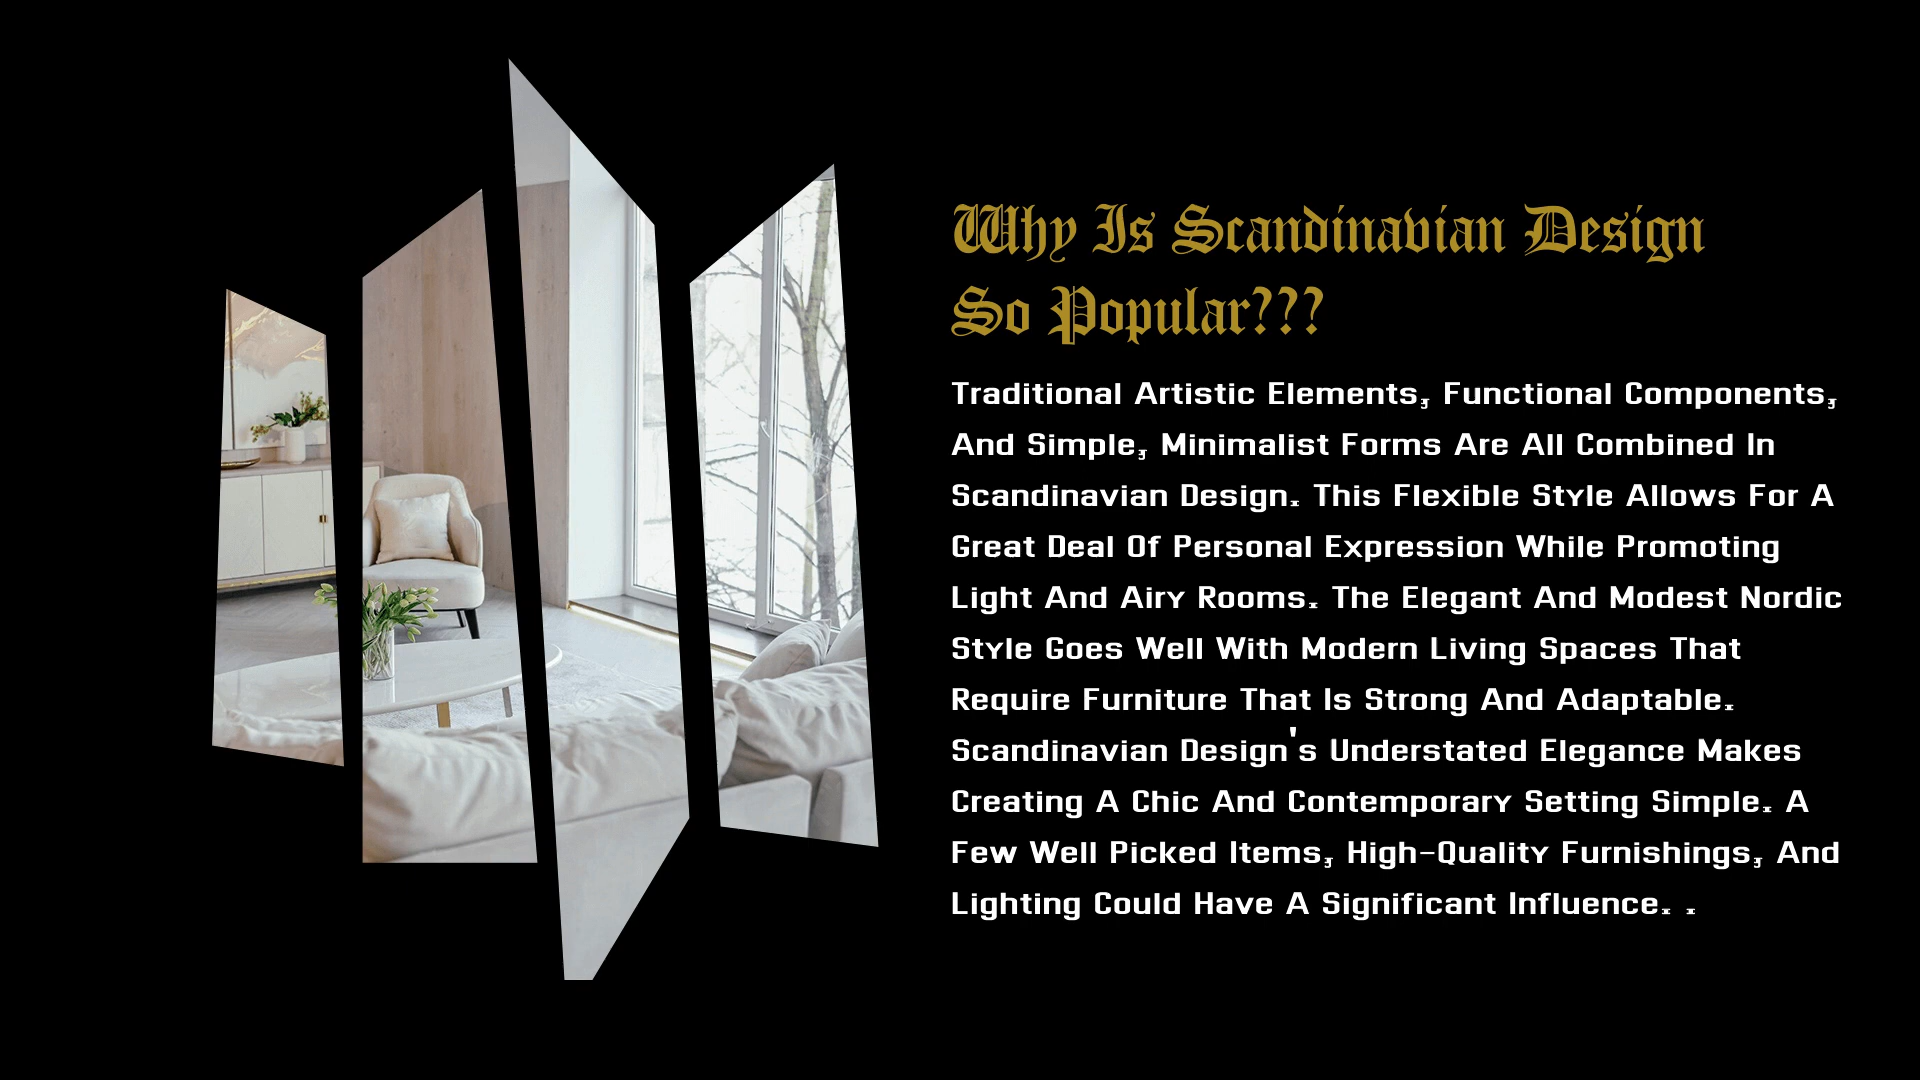 Why Is Scandinavian Design
So Popular???
Traditional Artistic Elements, Functional Components,
And Simple, Minimalist Forms Are All Combined In
Scandinavian Design. This Flexible Style Allows For A
Great Deal Of Personal Expression While Promoting
Light And Airy Rooms. The Elegant And Modest Nordic
Style Goes Well With Modern Living Spaces That
Require Furniture That Is Strong And Adaptable.
Scandinavian Design's Understated Elegance Makes
Creating A Chic And Contemporary Setting Simple. A
Few Well Picked Items, High-Quality Furnishings, And
Lighting Could Have A Significant Influence. .